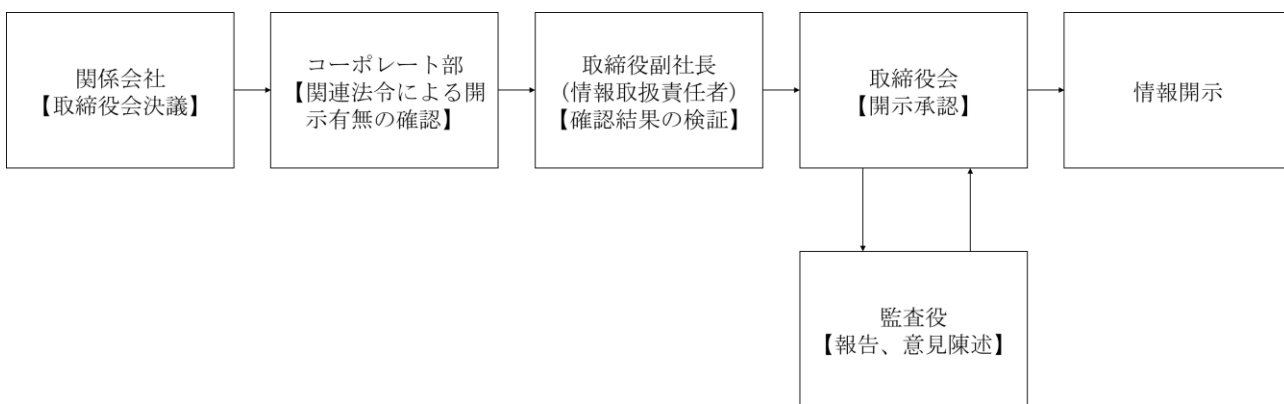 関係会社
【取締役会決議】
コーポレート部
【関連法令による開
示有無の確認】
取締役副社長
(情報取扱責任者)
【確認結果の検証】
取締役会
【開示承認】
情報開示
監査役
【報告、意見陳述】